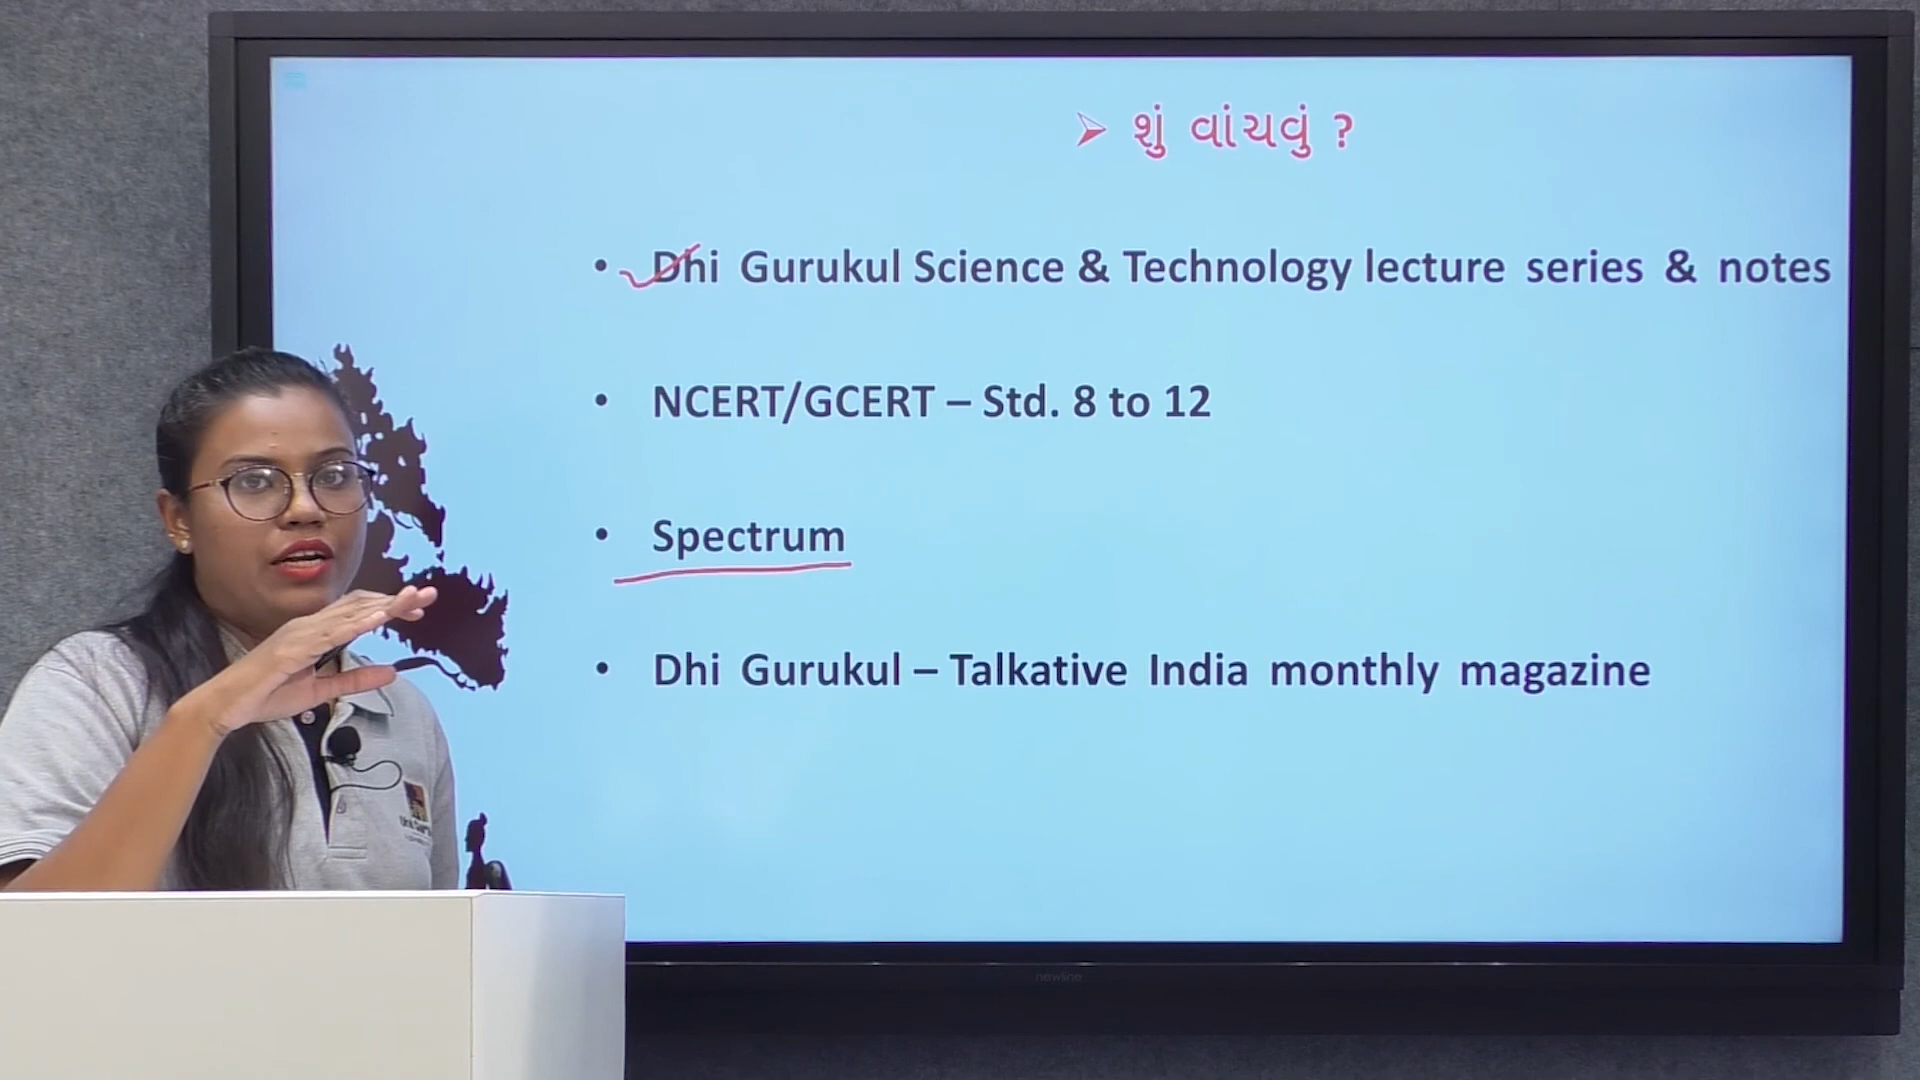 ➢ શું વાંચવું ?
• Dhi Gurukul Science & Technology lecture series & notes
• NCERT/GCERT – Std. 8 to 12
• Spectrum
• Dhi Gurukul – Talkative India monthly magazine
newline